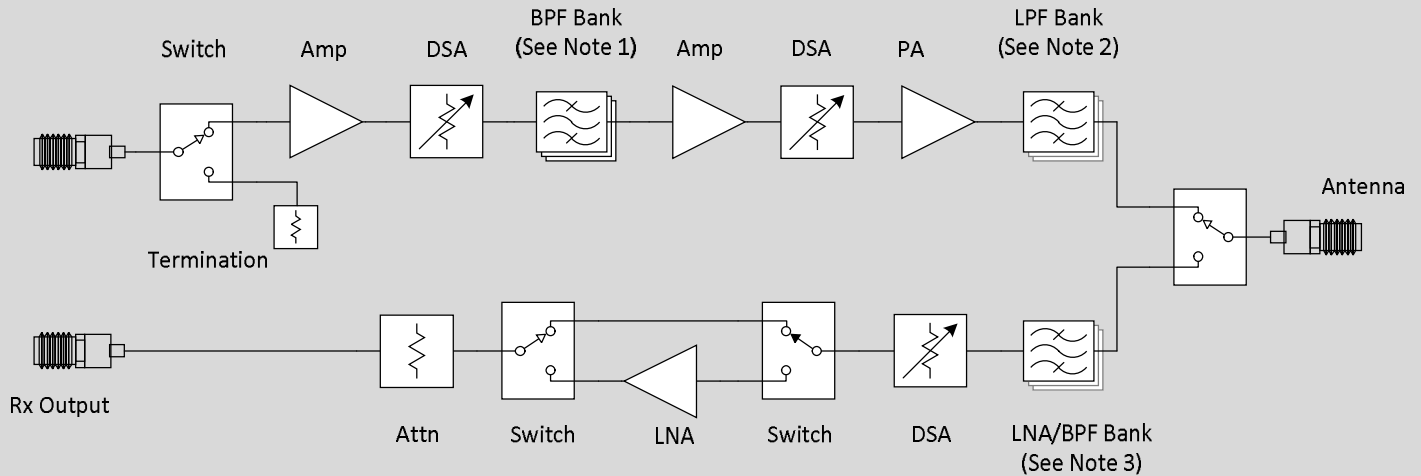 BPF Bank
(See Note 1)
LPF Bank
(See Note 2)
Switch
Amp
DSA
Amp
DSA
PA
Antenna
Termination
Rx Output
Attn
Switch
LNA
Switch
DSA
LNA/BPF Bank
(See Note 3)